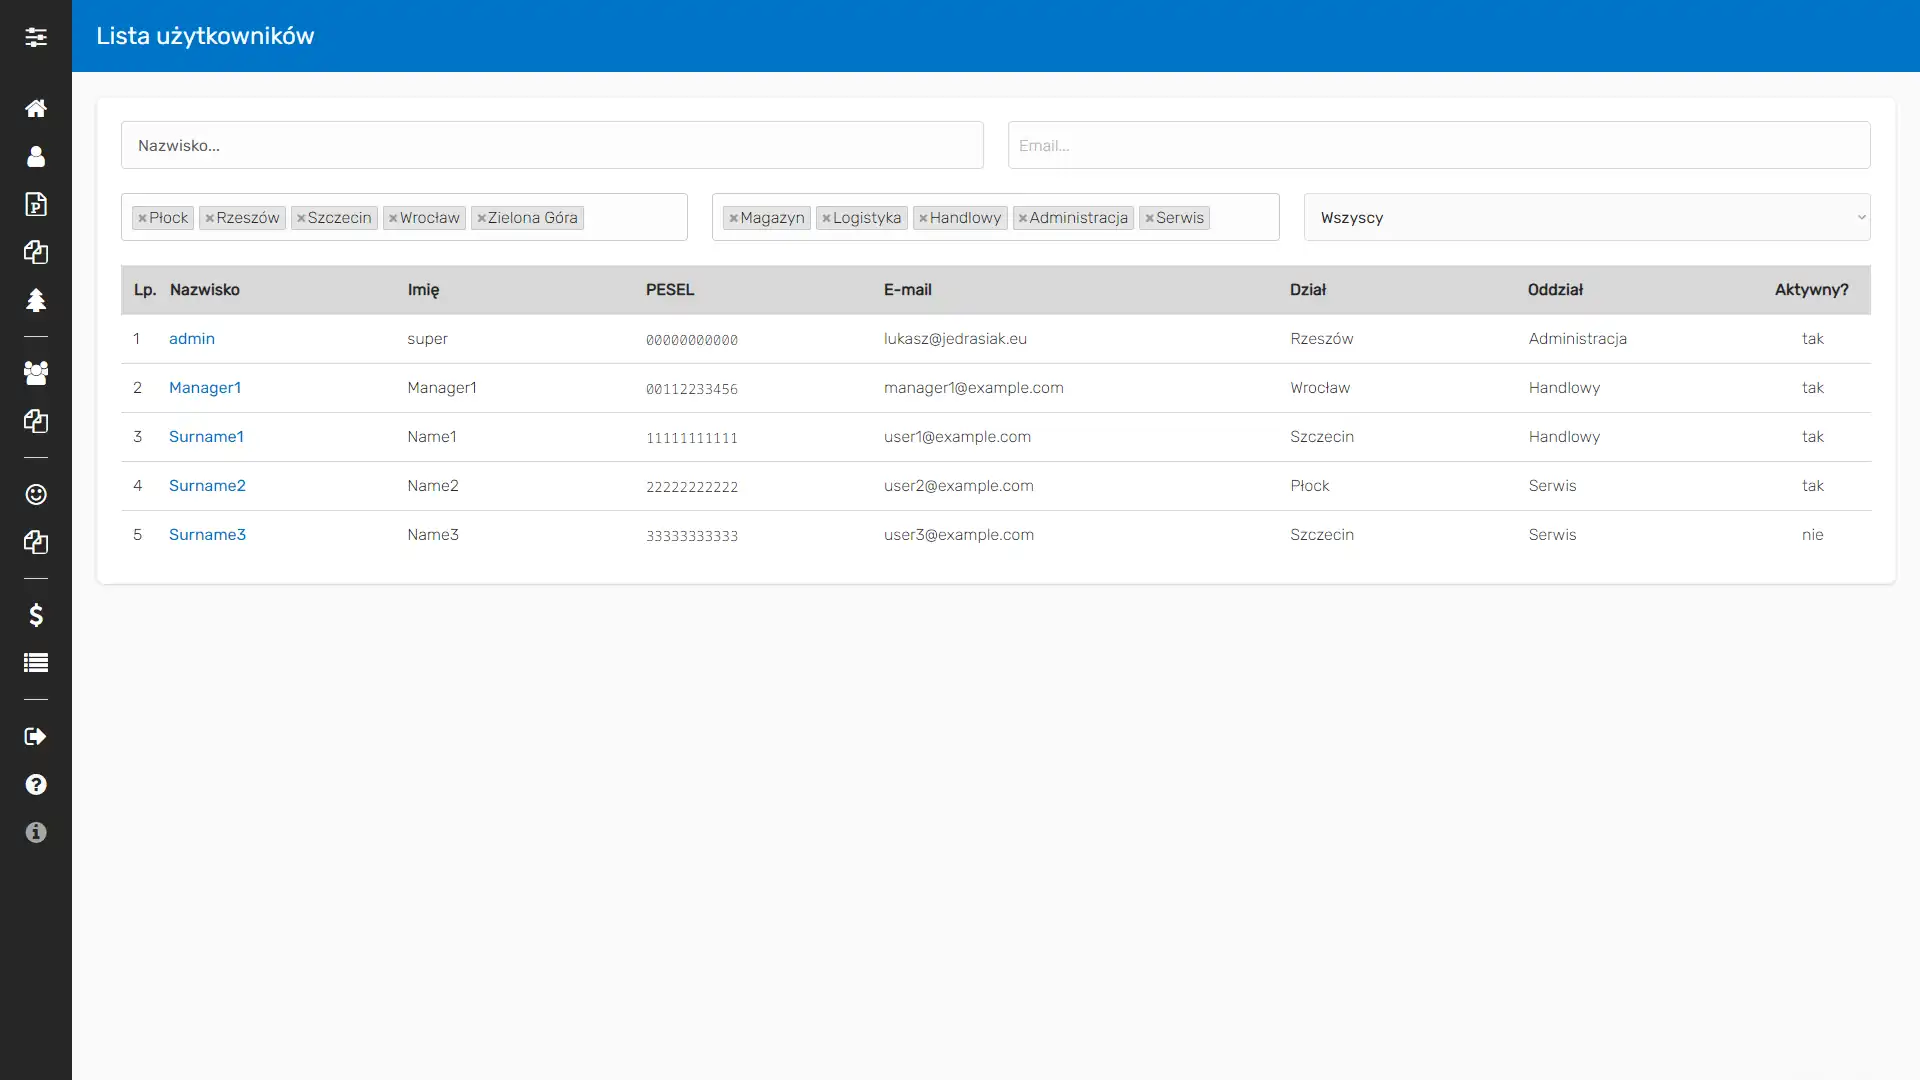 Lista użytkowników
Nazwisko... Email...
×Płock ×Rzeszów ×Szczecin ×Wrocław ×Zielona Góra ×Magazyn ×Logistyka ×Handlowy ×Administracja ×Serwis Wszyscy
Lp. Nazwisko Imię PESEL E-mail Dział Oddział Aktywny?
1 admin super 00000000000 lukasz@jedrasiak.eu Rzeszów Administracja tak
2 Manager1 Manager1 00112233456 manager1@example.com Wrocław Handlowy tak
3 Surname1 Name1 11111111111 user1@example.com Szczecin Handlowy tak
4 Surname2 Name2 22222222222 user2@example.com Płock Serwis tak
5 Surname3 Name3 33333333333 user3@example.com Szczecin Serwis nie